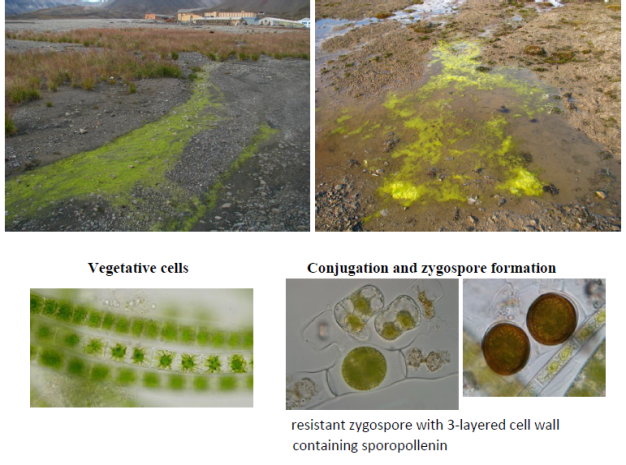 Vegetative cells
Conjugation and zygospore formation
resistant zygospore with 3-layered cell wall
containing sporopollenin